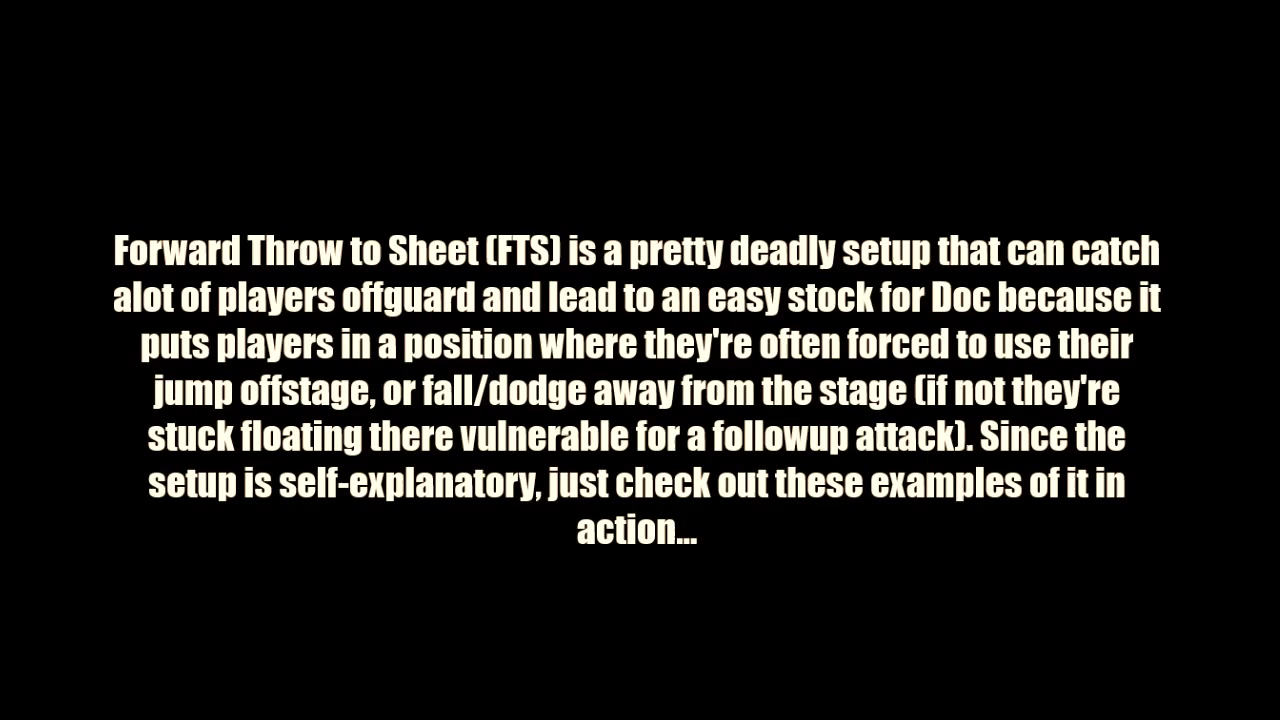 Forward Throw to Sheet (FTS) is a pretty deadly setup that can catch
alot of players offguard and lead to an easy stock for Doc because it
puts players in a position where they're often forced to use their
jump offstage, or fall/dodge away from the stage (if not they're
stuck floating there vulnerable for a followup attack). Since the
setup is self-explanatory, just check out these examples of it in
action...